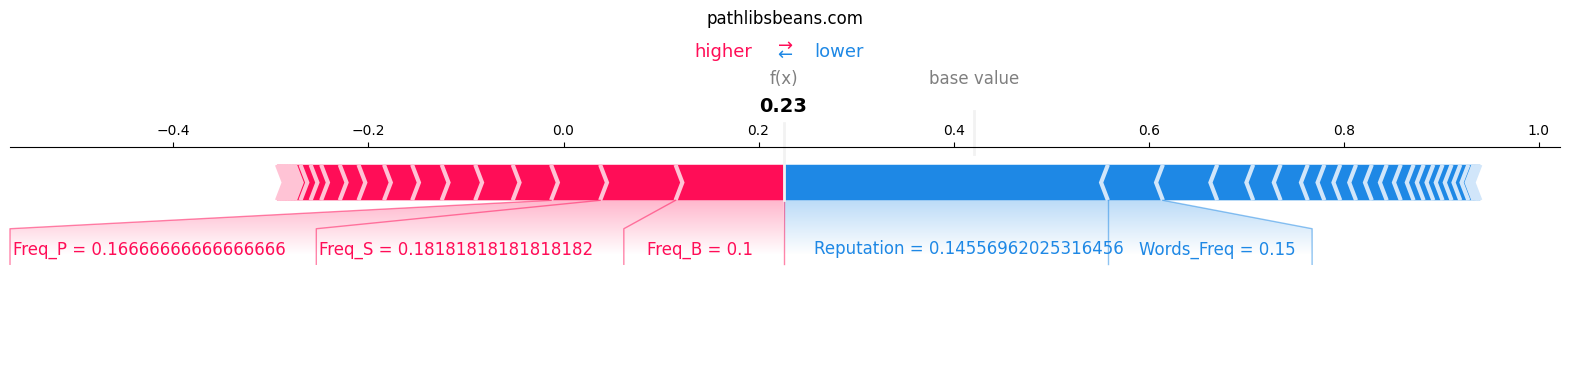 pathlibsbeans.com
higher ⇄ lower
f(x) base value
0.23
−0.4 −0.2 0.0 0.2 0.4 0.6 0.8 1.0
Freq_P = 0.16666666666666666 Freq_S = 0.18181818181818182 Freq_B = 0.1 Reputation = 0.14556962025316456 Words_Freq = 0.15